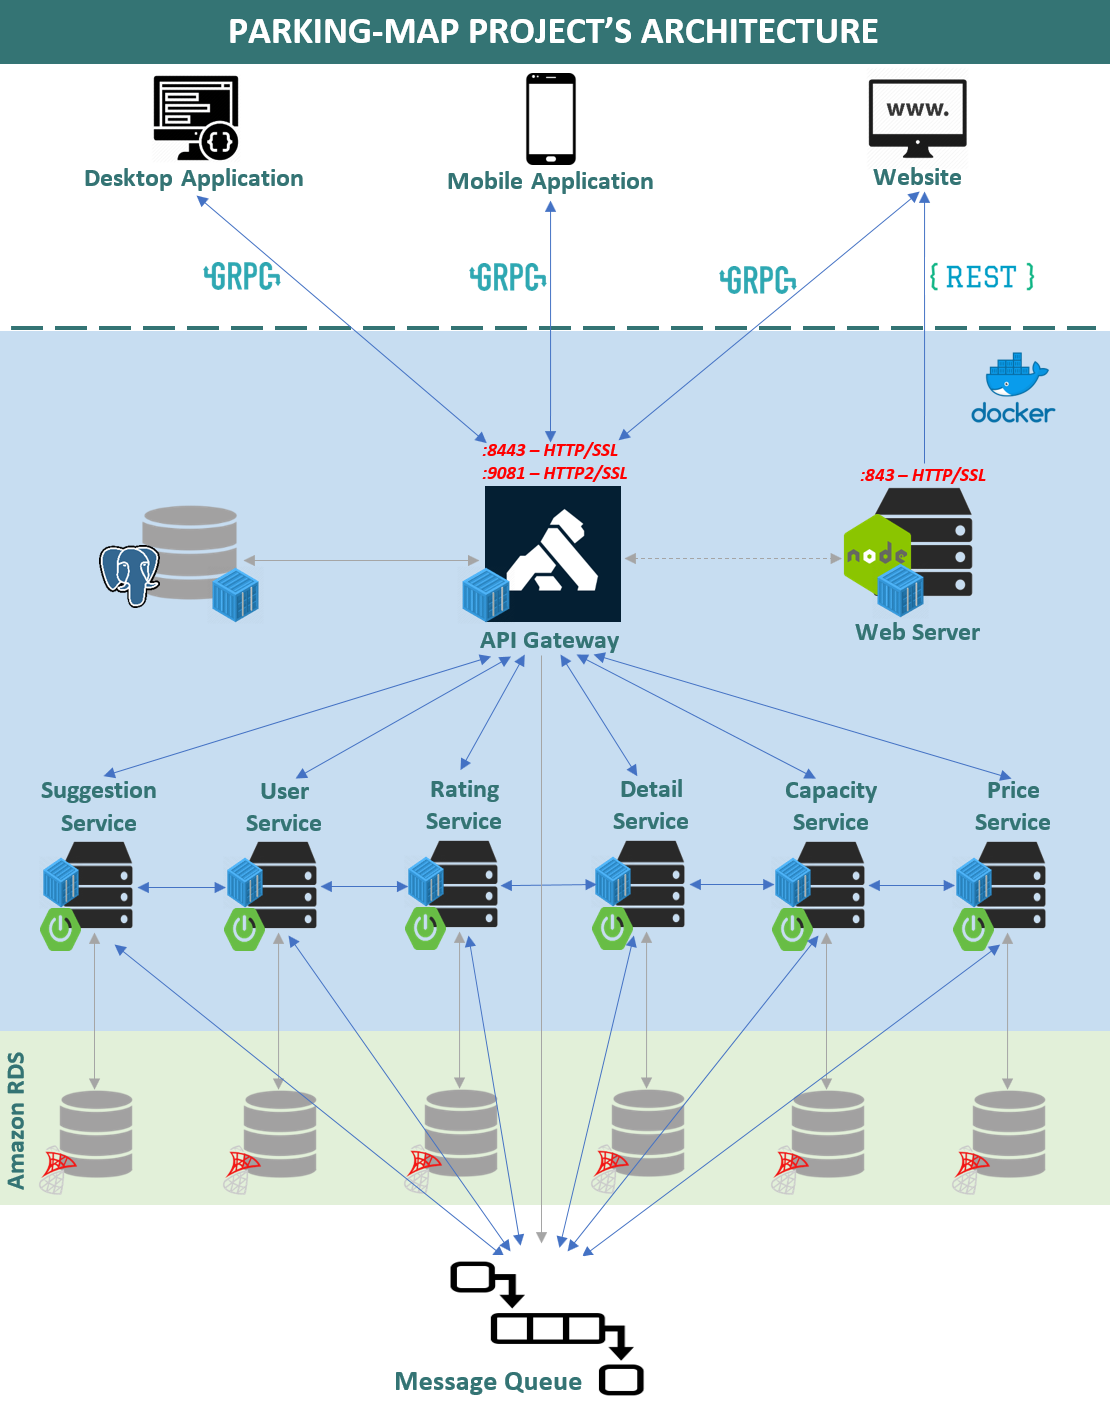 PARKING-MAP PROJECT'S ARCHITECTURE
www.
Desktop Application
Mobile Application
Website
GRPC
GRPC
GRPC
{ REST }
docker
:8443 – HTTP/SSL
:9081 – HTTP2/SSL
:843 – HTTP/SSL
node
API Gateway
Web Server
Suggestion
Service
User
Service
Rating
Service
Detail
Service
Capacity
Service
Price
Service
Amazon RDS
Message Queue